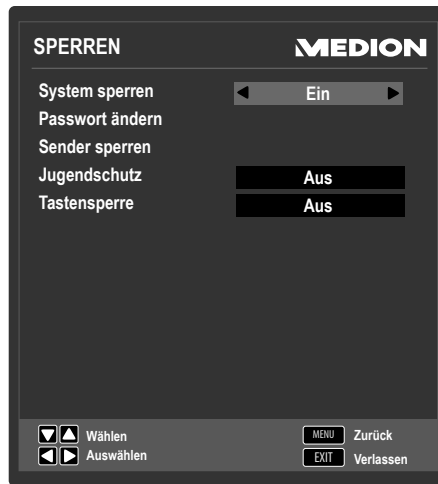 SPERREN MEDION
System sperren Ein
Passwort ändern
Sender sperren
Jugendschutz Aus
Tastensperre Aus
Wählen MENU Zurück
Auswählen EXIT Verlassen